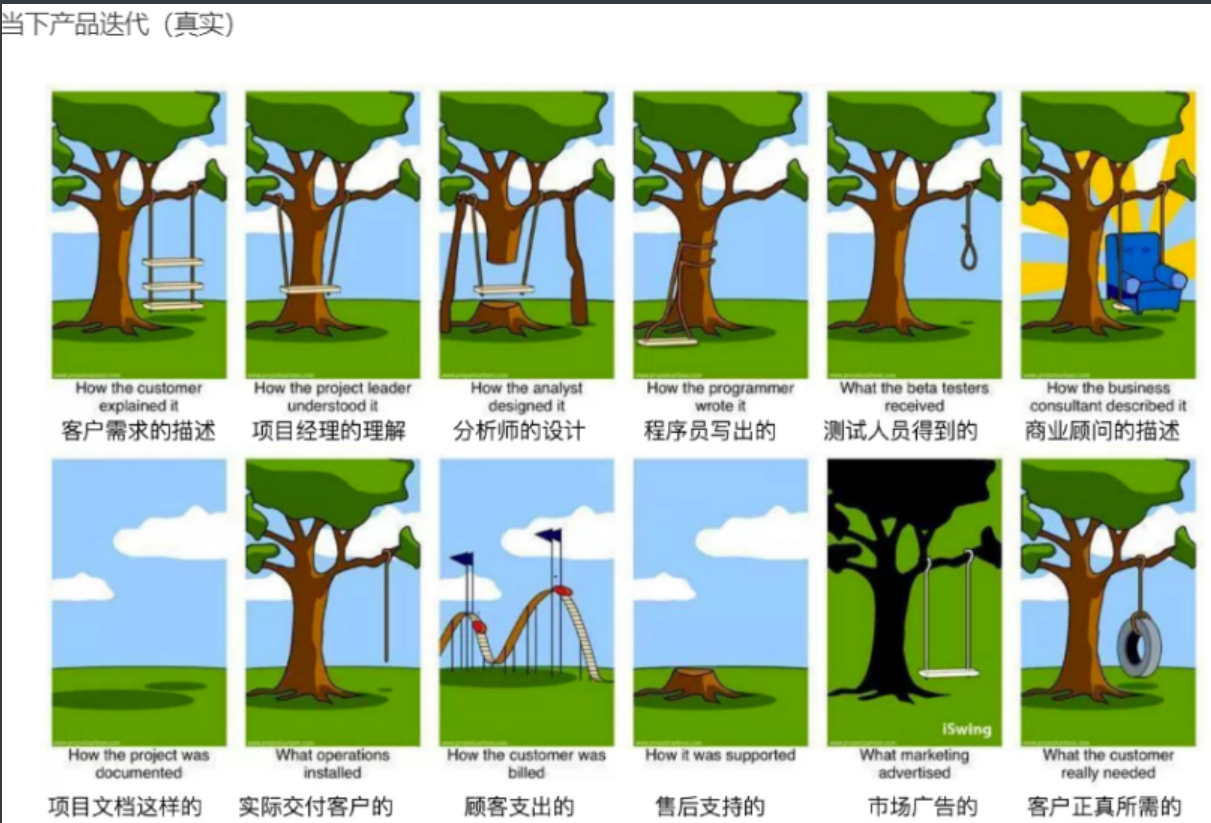 当下产品迭代（真实）
How the customer
explained it
客户需求的描述
How the project leader
understood it
项目经理的理解
How the analyst
designed it
分析师的设计
How the programmer
wrote it
程序员写出的
What the beta testers
received
测试人员得到的
How the business
consultant described it
商业顾问的描述
How the project was
documented
项目文档这样的
What operations
installed
实际交付客户的
How the customer was
billed
顾客支出的
How it was supported
售后支持的
iSwing
What marketing
advertised
市场广告的
What the customer
really needed
客户正真所需的